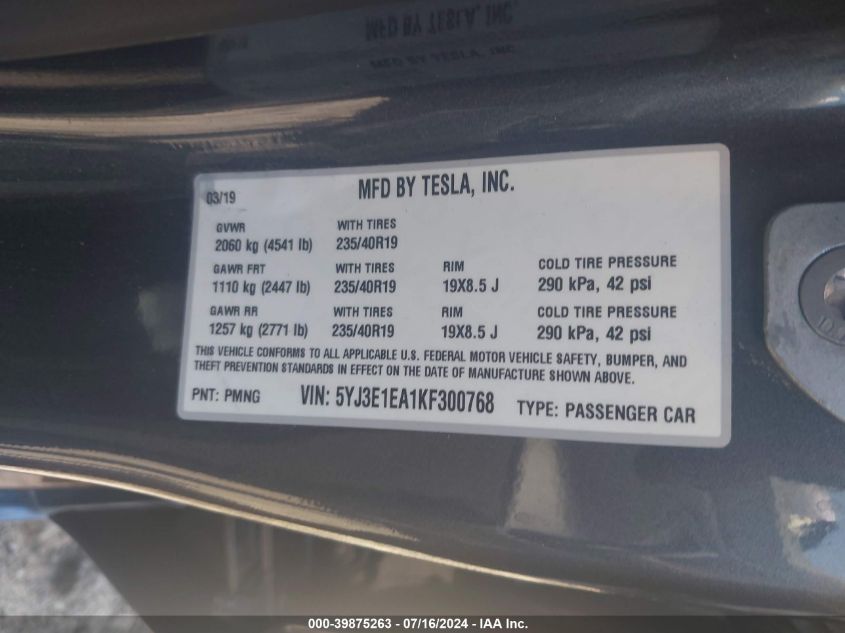 MFD BY TESLA, INC.
03/19
MFD BY TESLA, INC.
GVWR WITH TIRES
2060 kg (4541 lb) 235/40R19
GAWR FRT WITH TIRES RIM COLD TIRE PRESSURE
1110 kg (2447 lb) 235/40R19 19X8.5 J 290 kPa, 42 psi
GAWR RR WITH TIRES RIM COLD TIRE PRESSURE
1257 kg (2771 lb) 235/40R19 19X8.5 J 290 kPa, 42 psi
THIS VEHICLE CONFORMS TO ALL APPLICABLE U.S. FEDERAL MOTOR VEHICLE SAFETY, BUMPER, AND
THEFT PREVENTION STANDARDS IN EFFECT ON THE DATE OF MANUFACTURE SHOWN ABOVE.
PNT: PMNG VIN: 5YJ3E1EA1KF300768 TYPE: PASSENGER CAR
000-39875263 - 07/16/2024 - IAA Inc.